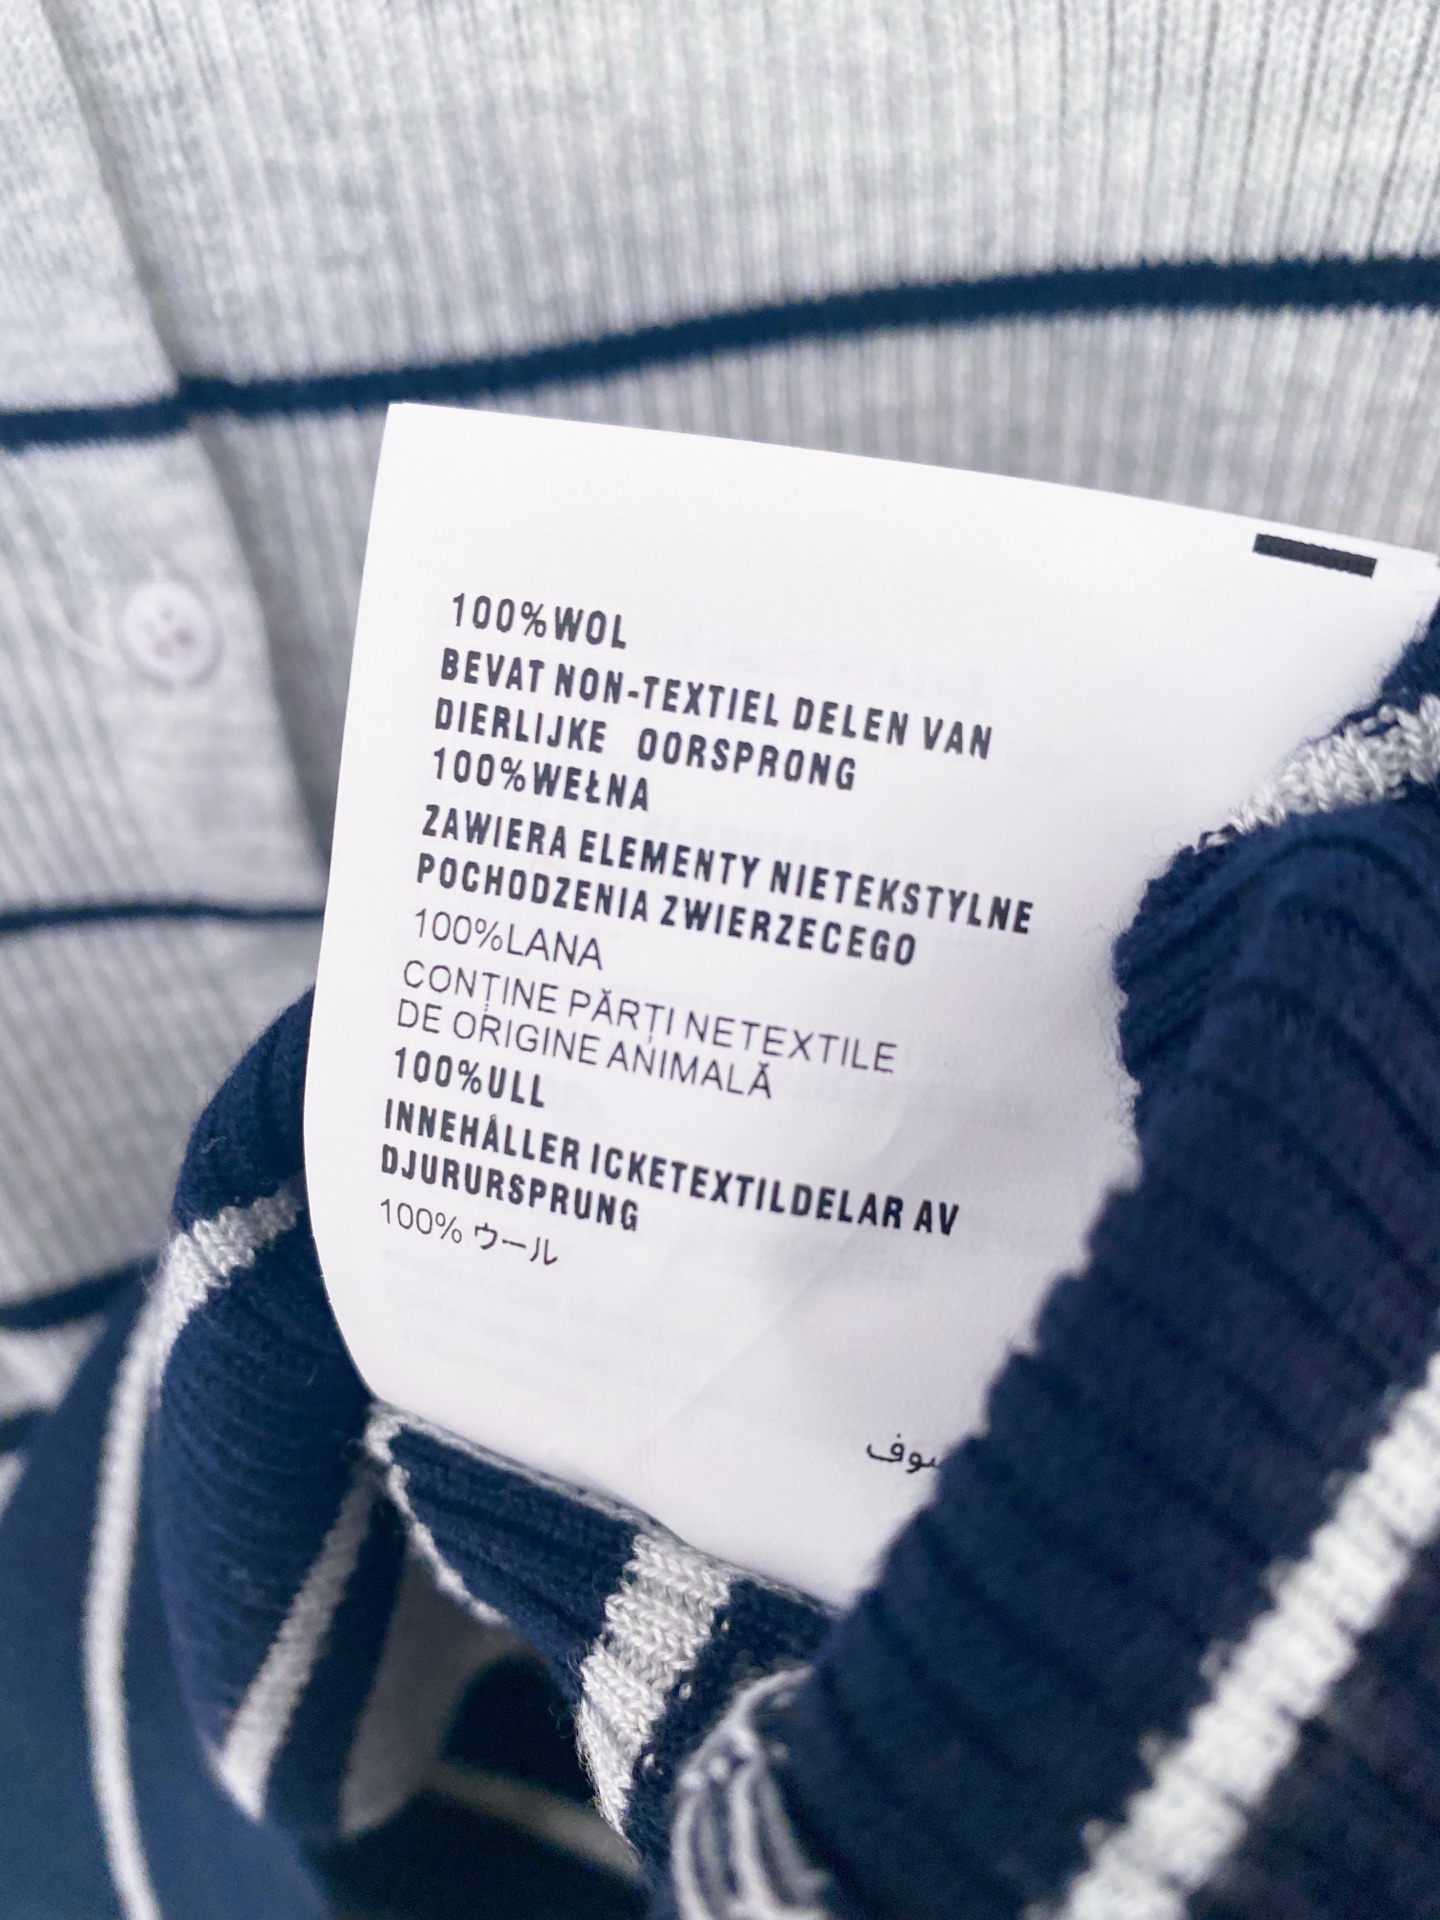 100%WOL
BEVAT NON-TEXTIEL DELEN VAN
DIERLIJKE OORSPRONG
100%WEŁNA
ZAWIERA ELEMENTY NIETEKSTYLNE
POCHODZENIA ZWIERZECEGO
100%LANA
CONȚINE PĂRȚI NETEXTILE
DE ORIGINE ANIMALĂ
100%ULL
INNEHÅLLER ICKETEXTILDELAR AV
DJURURSPRUNG
100% ウール